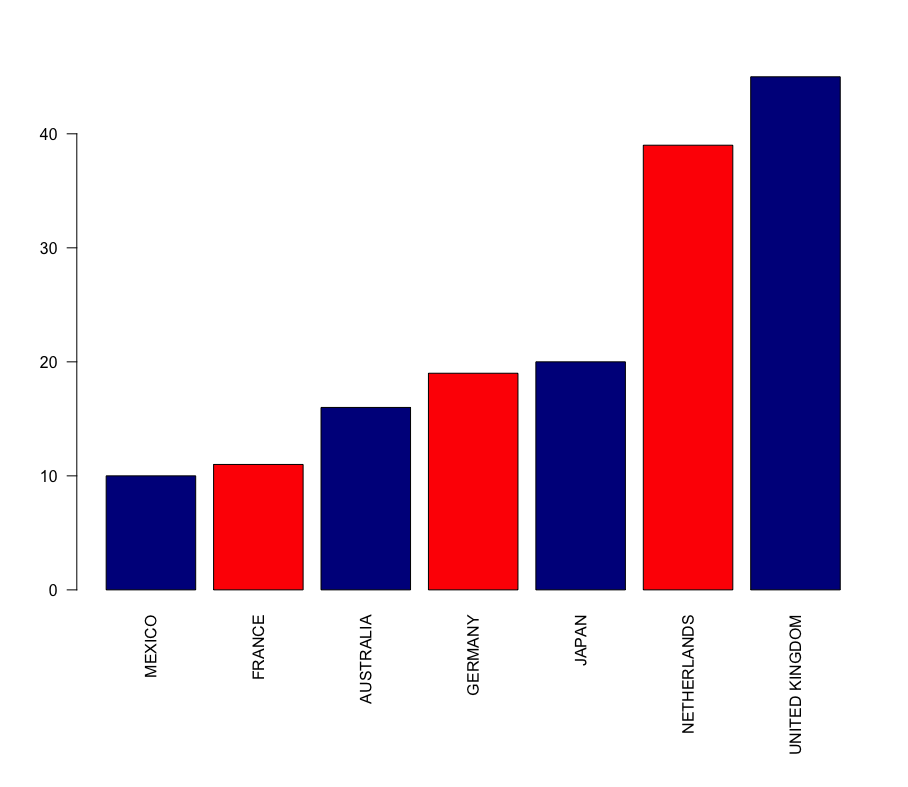 40
30
20
10
0
MEXICO
FRANCE
AUSTRALIA
GERMANY
JAPAN
NETHERLANDS
UNITED KINGDOM